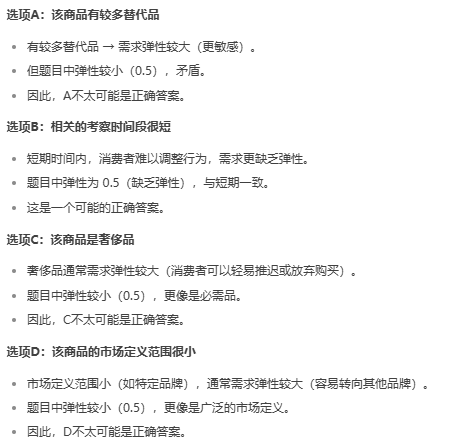 选项A：该商品有较多替代品
• 有较多替代品 → 需求弹性较大（更敏感）。
• 但题目中弹性较小（0.5），矛盾。
• 因此，A不太可能是正确答案。
选项B：相关的考察时间段很短
• 短期时间内，消费者难以调整行为，需求更缺乏弹性。
• 题目中弹性为 0.5（缺乏弹性），与短期一致。
• 这是一个可能的正确答案。
选项C：该商品是奢侈品
• 奢侈品通常需求弹性较大（消费者可以轻易推迟或放弃购买）。
• 题目中弹性较小（0.5），更像是必需品。
• 因此，C不太可能是正确答案。
选项D：该商品的市场定义范围很小
• 市场定义范围小（如特定品牌），通常需求弹性较大（容易转向其他品牌）。
• 题目中弹性较小（0.5），更像是广泛的市场定义。
• 因此，D不太可能是正确答案。